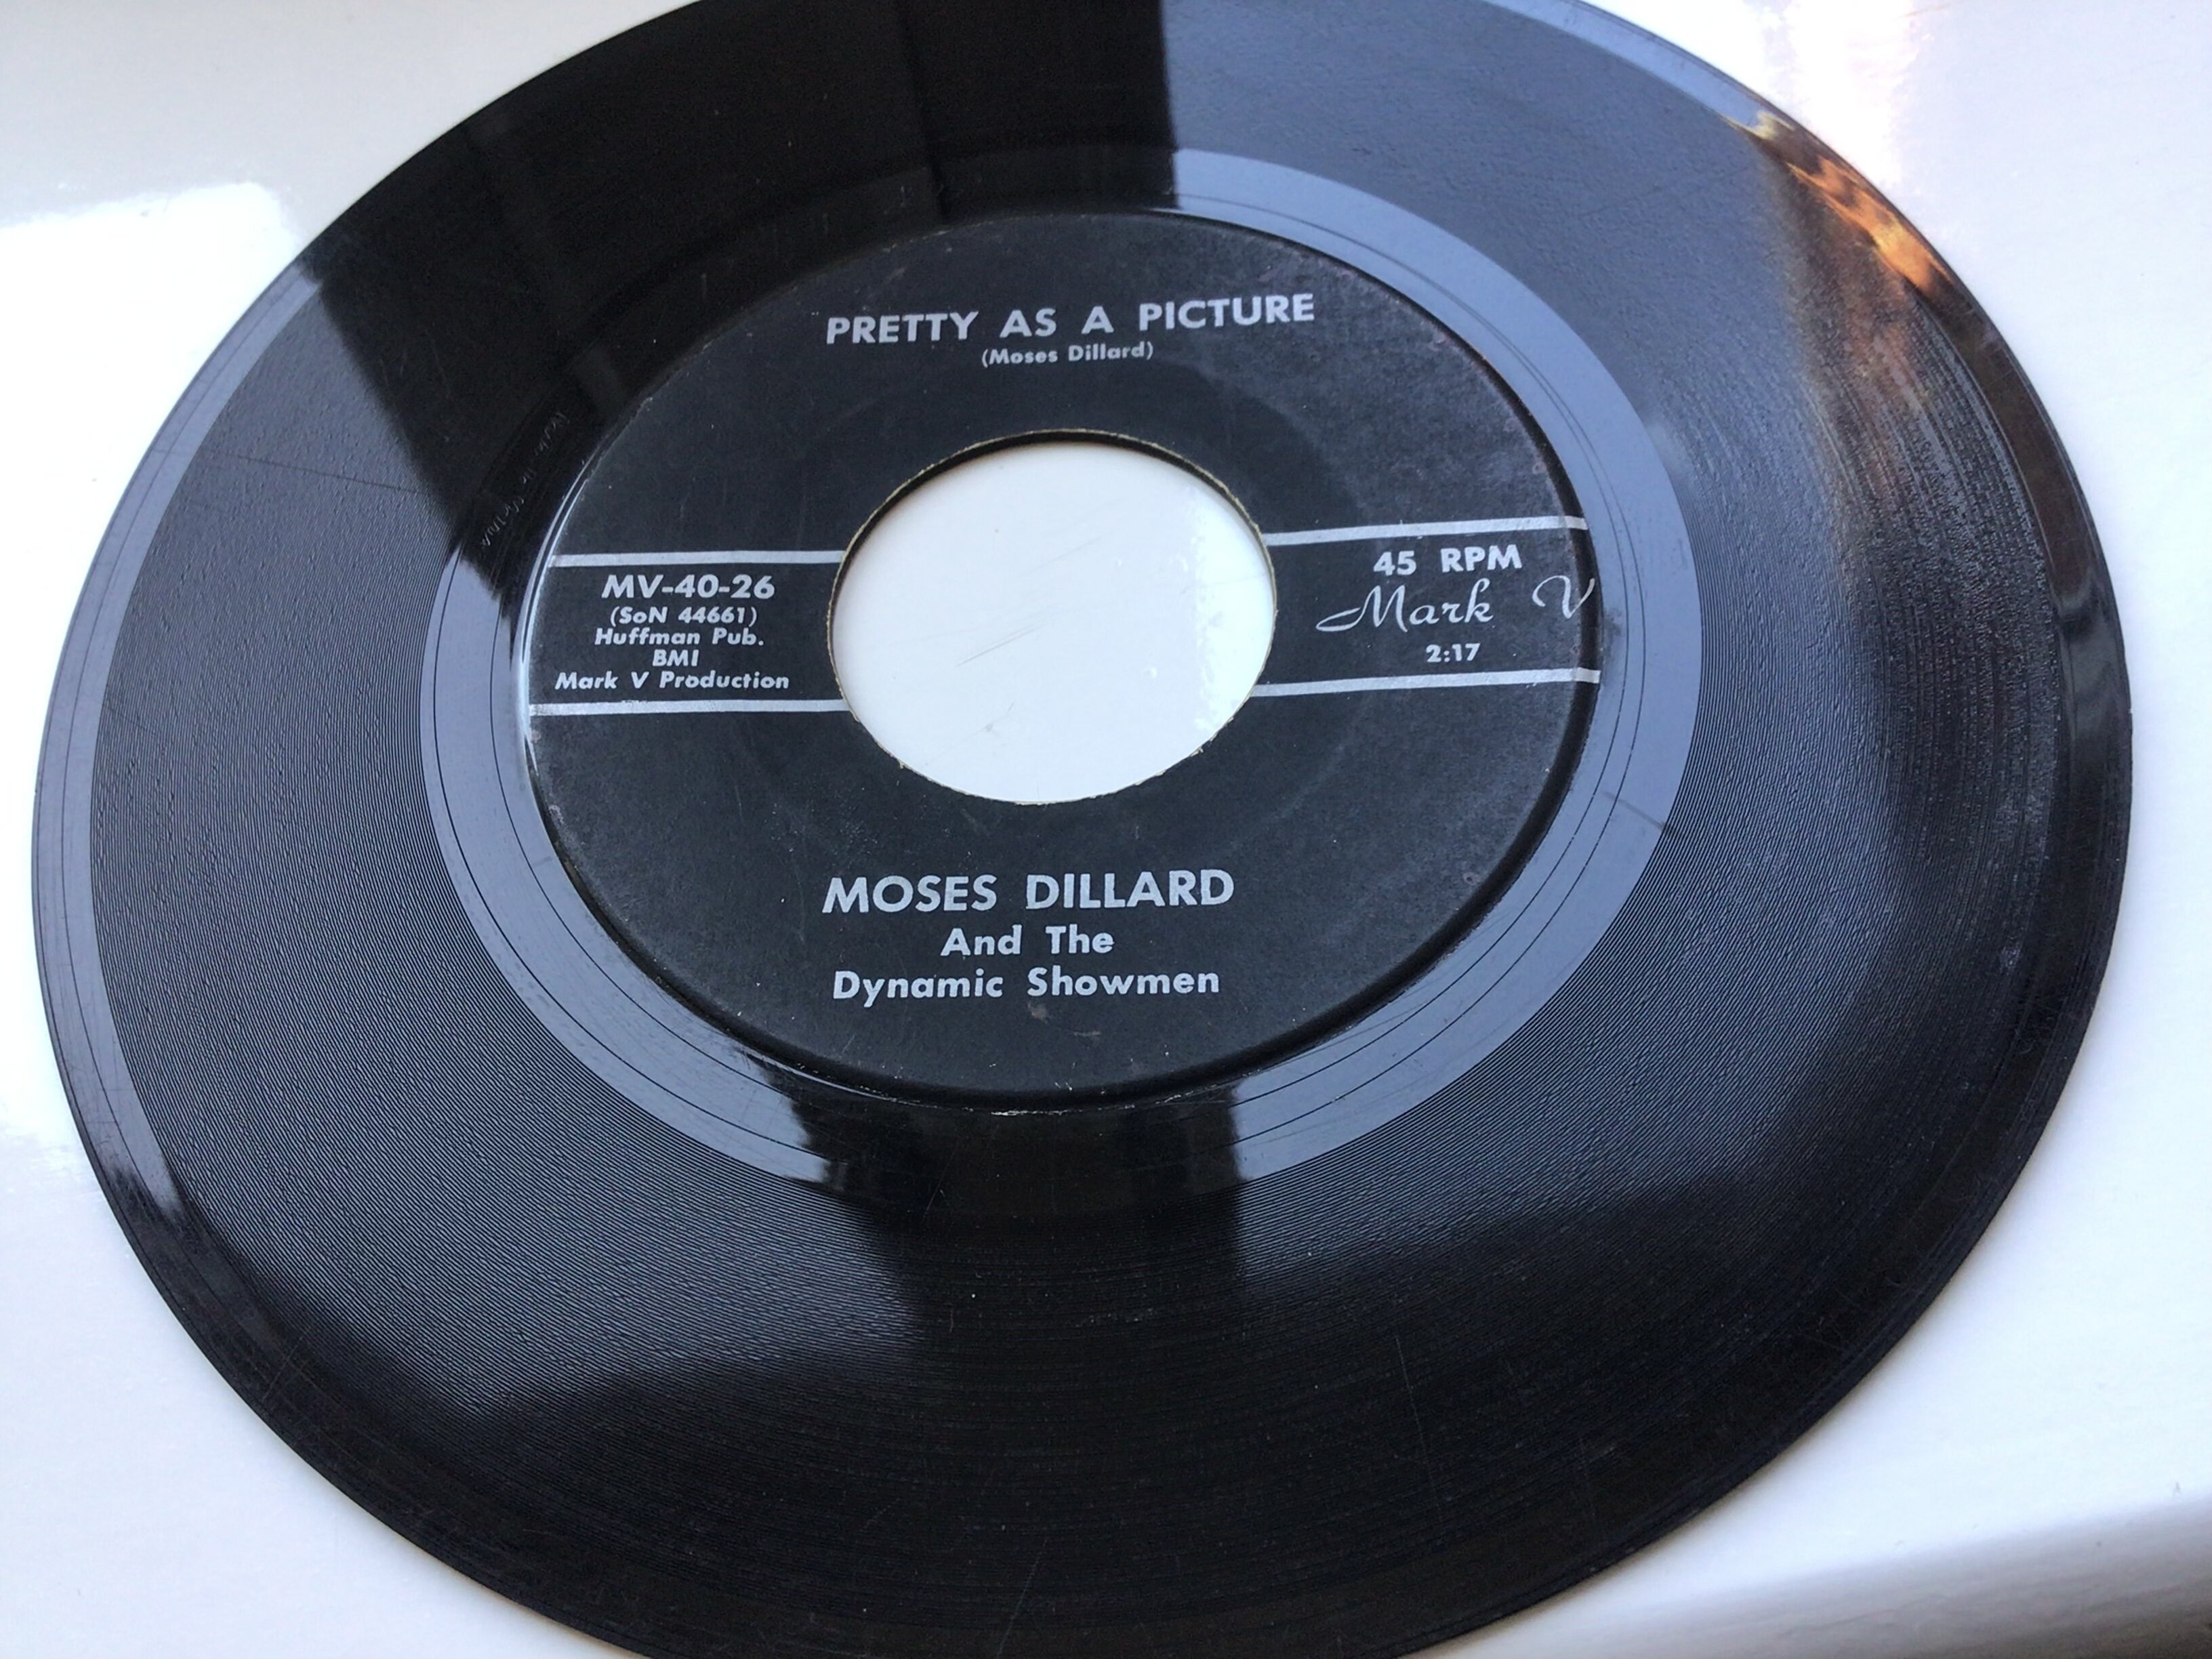 PRETTY AS A PICTURE
(Moses Dillard)
MV-40-26
(SoN 44661)
Huffman Pub.
BMI
Mark V Production
45 RPM
Mark V
2:17
MOSES DILLARD
And The
Dynamic Showmen